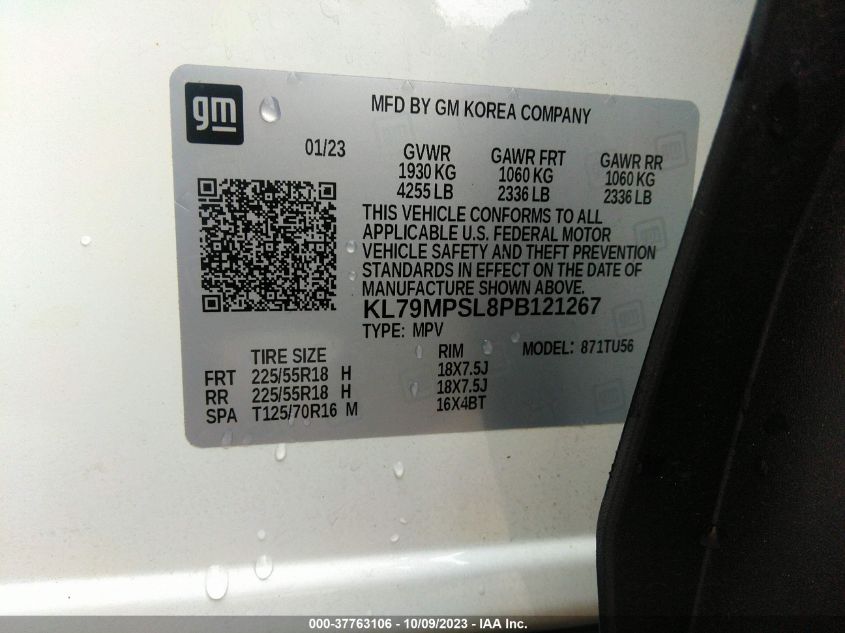 gm
MFD BY GM KOREA COMPANY
01/23
GVWR GAWR FRT GAWR RR
1930 KG 1060 KG 1060 KG
4255 LB 2336 LB 2336 LB
THIS VEHICLE CONFORMS TO ALL
APPLICABLE U.S. FEDERAL MOTOR
VEHICLE SAFETY AND THEFT PREVENTION
STANDARDS IN EFFECT ON THE DATE OF
MANUFACTURE SHOWN ABOVE.
KL79MPSL8PB121267
TYPE: MPV
TIRE SIZE RIM MODEL: 871TU56
FRT 225/55R18 H 18X7.5J
RR 225/55R18 H 18X7.5J
SPA T125/70R16 M 16X4BT
000-37763106 - 10/09/2023 - IAA Inc.